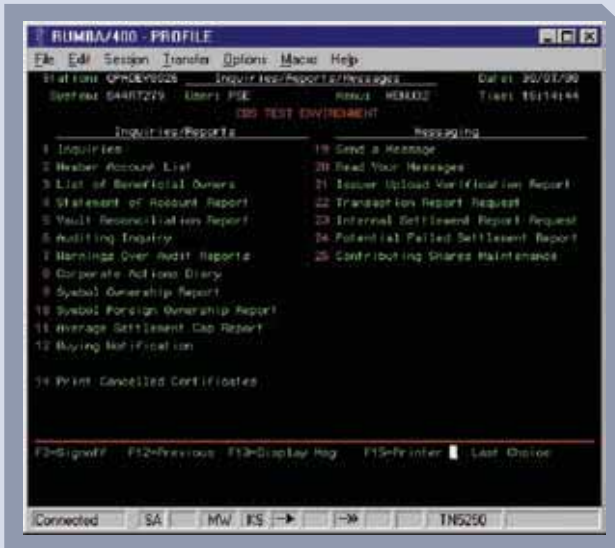 RUMBA/400 - PROFILE
File Edit Session Transfer Options Macro Help
Station: QPADEV0026 Inquiries/Reports/Messages Date: 30/07/98
System: S44R7279 User: PSE Menu: MENU02 Time: 15:14:44
CDS TEST ENVIRONMENT
Inquiries/Reports Messaging
1 Inquiries 19 Send a Message
2 Member Account List 20 Read Your Messages
3 List of Beneficial Owners 21 Issuer Upload Verification Report
4 Statement of Account Report 22 Transaction Report Request
5 Vault Reconciliation Report 23 Internal Settlement Report Request
6 Auditing Inquiry 24 Potential Failed Settlement Report
7 Warnings Over Audit Reports 25 Contributing Shares Maintenance
8 Corporate Actions Diary
9 Symbol Ownership Report
10 Symbol Foreign Ownership Report
11 Average Settlement Cap Report
12 Buying Notification
14 Print Cancelled Certificates
F3=Signoff F12=Previous F13=Display Msg F15=Printer Last Choice
Connected SA MW KS TN5250